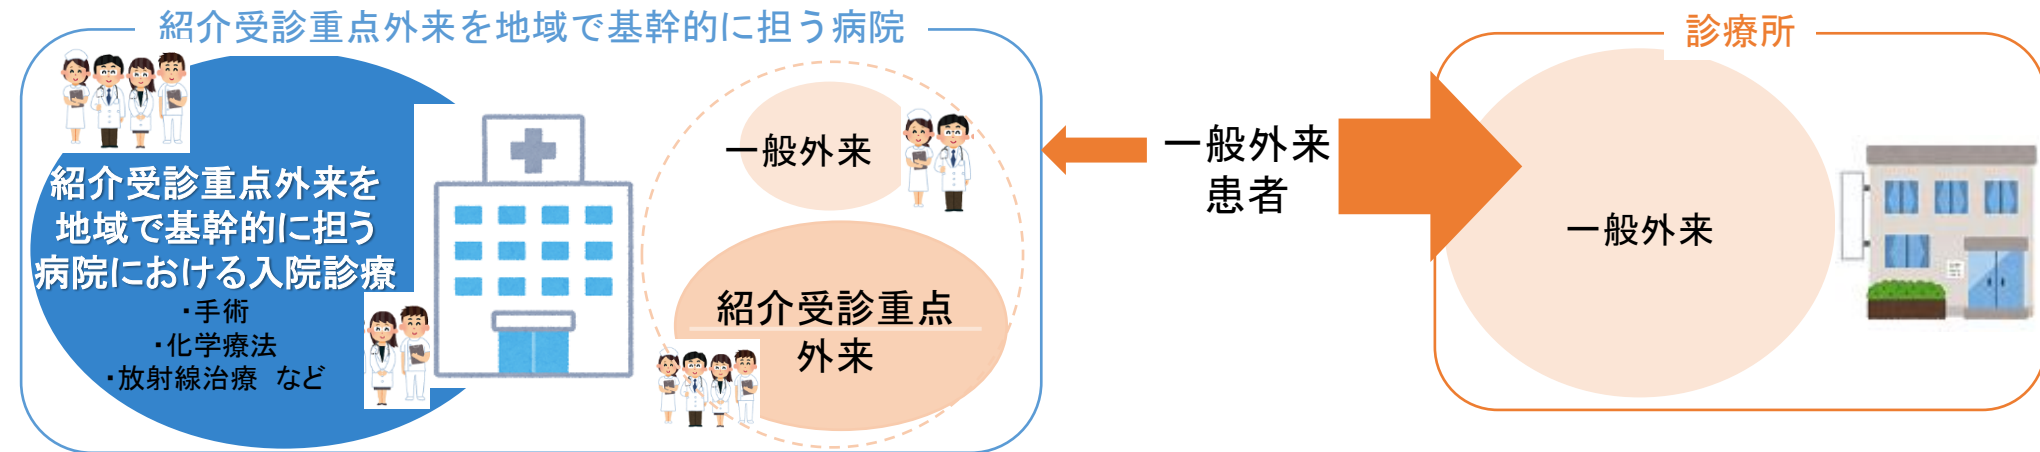 紹介受診重点外来を地域で基幹的に担う病院
紹介受診重点外来を
地域で基幹的に担う
病院における入院診療
・手術
・化学療法
・放射線治療 など
一般外来
紹介受診重点
外来
一般外来
患者
診療所
一般外来